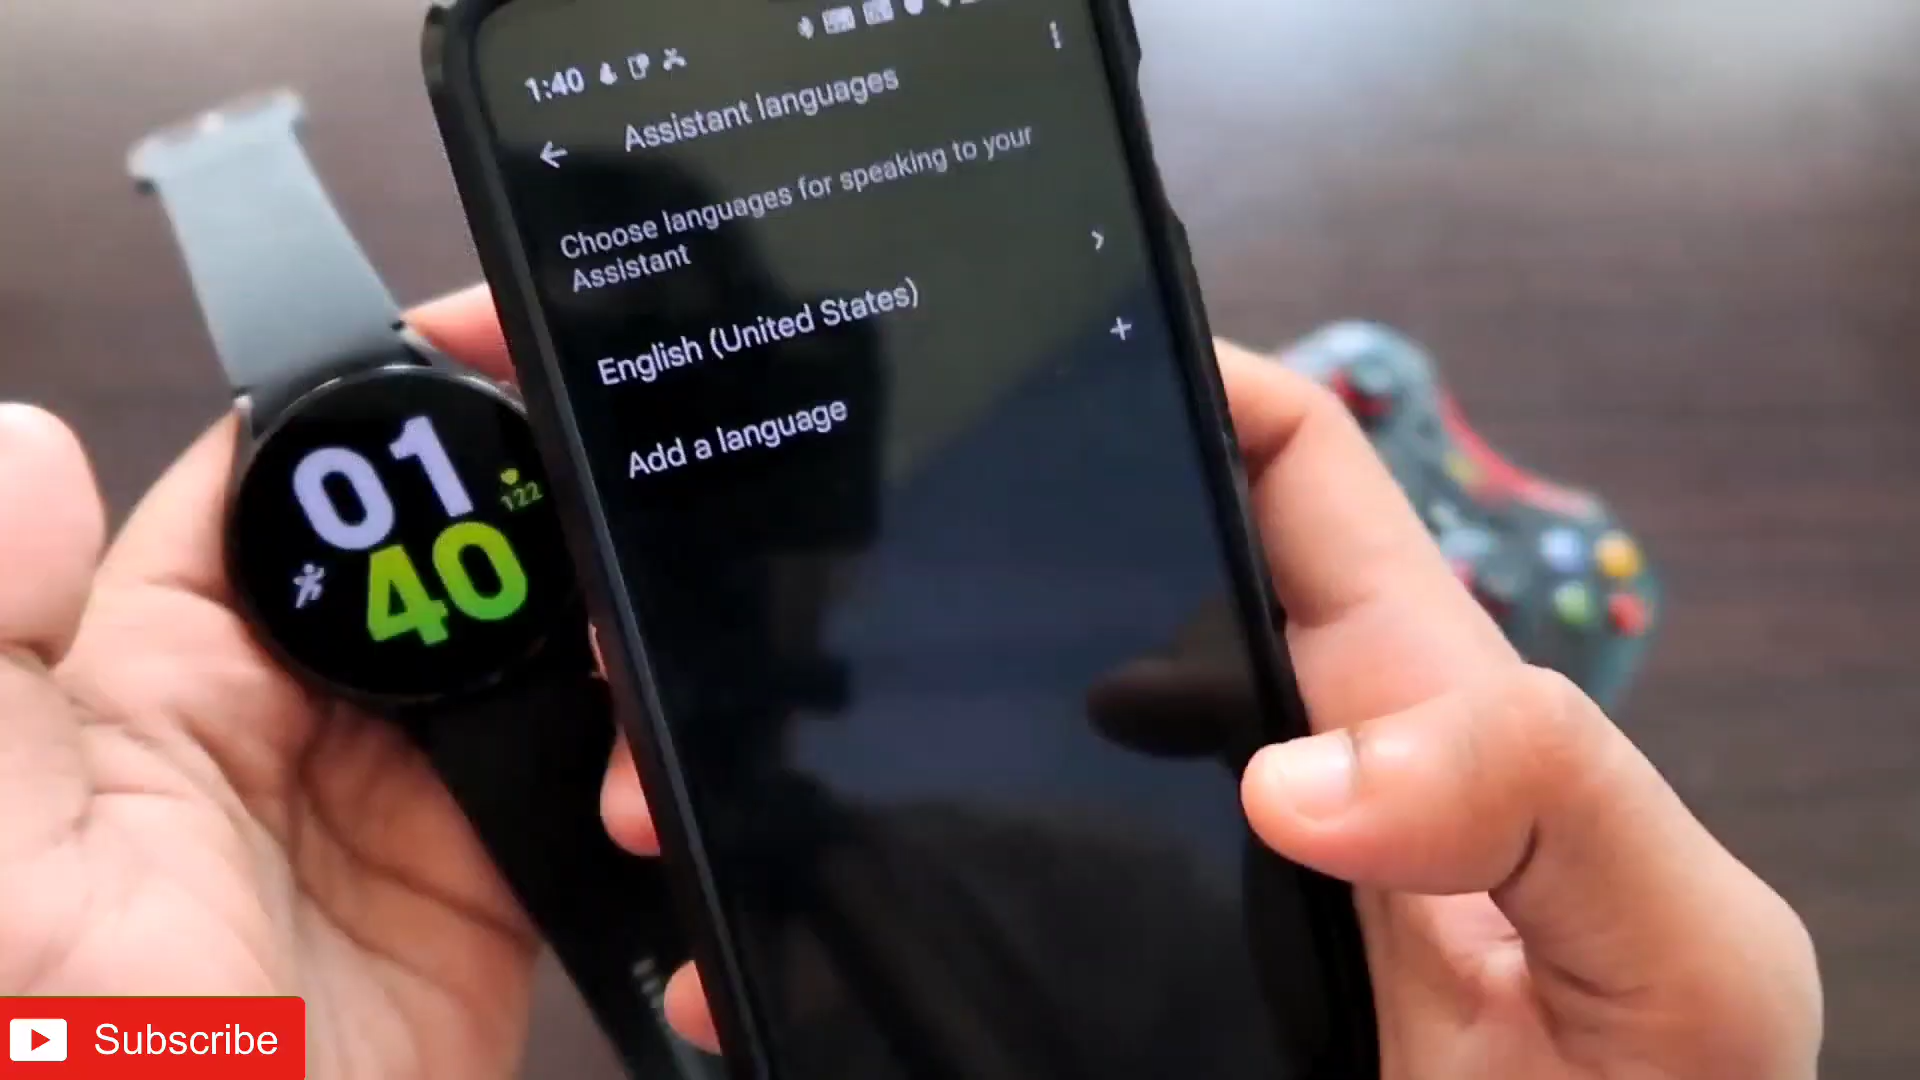 1:40
Assistant languages
Choose languages for speaking to your
Assistant
English (United States)
Add a language
01
40
122
Subscribe